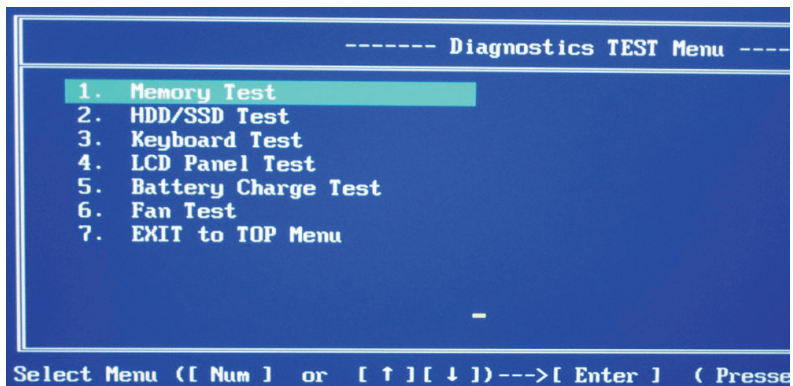 ------- Diagnostics TEST Menu ----
1. Memory Test
2. HDD/SSD Test
3. Keyboard Test
4. LCD Panel Test
5. Battery Charge Test
6. Fan Test
7. EXIT to TOP Menu
Select Menu ([ Num ] or [ ↑ ][ ↓ ])--->[ Enter ] ( Presse